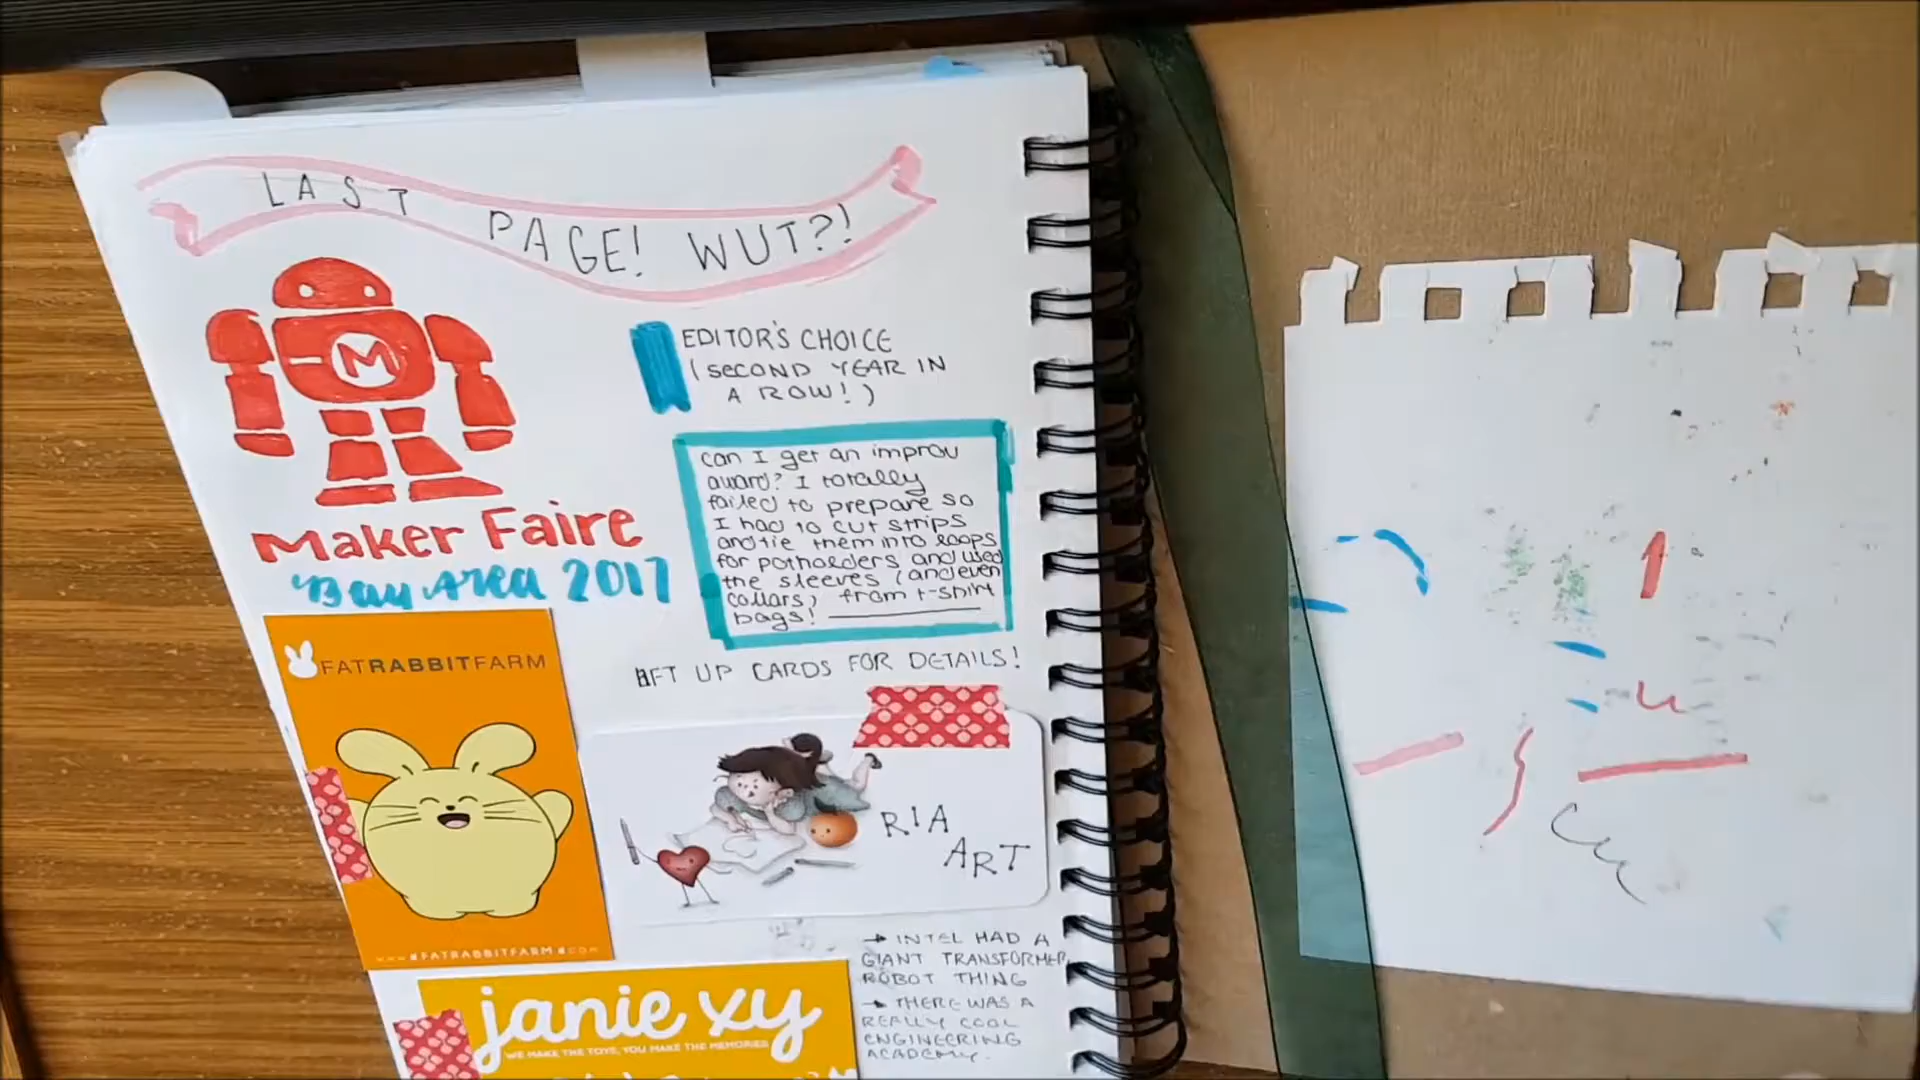 LAST PAGE! WUT?!
M
EDITOR'S CHOICE
(SECOND YEAR IN
A ROW!)
can I get an improv
award? I totally
failed to prepare so
I had to cut strips
and tie them into loops
for potholders and used
the sleeves (and even
collars) from t-shirt
bags!
Maker Faire
Bay Area 2017
LIFT UP CARDS FOR DETAILS!
FATRABBITFARM
RIA
ART
www.FATRABBITFARM.com
janie xy
WE MAKE THE TOYS, YOU MAKE THE MEMORIES
→ INTEL HAD A
GIANT TRANSFORMER
ROBOT THING
→ THERE WAS A
REALLY COOL
ENGINEERING
ACADEMY.